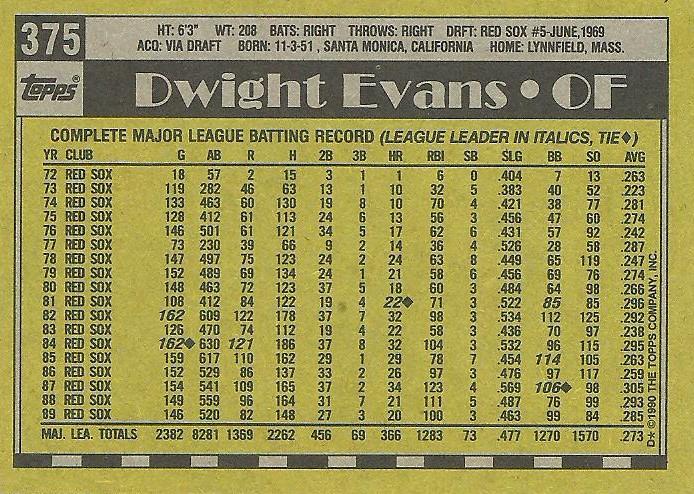 375
HT: 6'3" WT: 208 BATS: RIGHT THROWS: RIGHT DRFT: RED SOX #5-JUNE,1969
ACQ: VIA DRAFT BORN: 11-3-51 , SANTA MONICA, CALIFORNIA HOME: LYNNFIELD, MASS.
topps®
Dwight Evans • OF
COMPLETE MAJOR LEAGUE BATTING RECORD (LEAGUE LEADER IN ITALICS, TIE♦)
YR CLUB G AB R H 2B 3B HR RBI SB SLG BB SO AVG
72 RED SOX 18 57 2 15 3 1 1 6 0 .404 7 13 .263
73 RED SOX 119 282 46 63 13 1 10 32 5 .383 40 52 .223
74 RED SOX 133 463 60 130 19 8 10 70 4 .421 38 77 .281
75 RED SOX 128 412 61 113 24 6 13 56 3 .456 47 60 .274
76 RED SOX 146 501 61 121 34 5 17 62 6 .431 57 92 .242
77 RED SOX 73 230 39 66 9 2 14 36 4 .526 28 58 .287
78 RED SOX 147 497 75 123 24 2 24 63 8 .449 65 119 .247
79 RED SOX 152 489 69 134 24 1 21 58 6 .456 69 76 .274
80 RED SOX 148 463 72 123 37 5 18 60 3 .484 64 98 .266
81 RED SOX 108 412 84 122 19 4 22♦ 71 3 .522 85 85 .296
82 RED SOX 162 609 122 178 37 7 32 98 3 .534 112 125 .292
83 RED SOX 126 470 74 112 19 4 22 58 3 .436 70 97 .238
84 RED SOX 162♦ 630 121 186 37 8 32 104 3 .532 96 115 .295
85 RED SOX 159 617 110 162 29 1 29 78 7 .454 114 105 .263
86 RED SOX 152 529 86 137 33 2 26 97 3 .476 97 117 .259
87 RED SOX 154 541 109 165 37 2 34 123 4 .569 106♦ 98 .305
88 RED SOX 149 559 96 164 31 7 21 111 5 .487 76 99 .293
89 RED SOX 146 520 82 148 27 3 20 100 3 .463 99 84 .285
MAJ. LEA. TOTALS 2382 8281 1369 2262 456 69 366 1283 73 .477 1270 1570 .273
D★ ©1990 THE TOPPS COMPANY, INC.